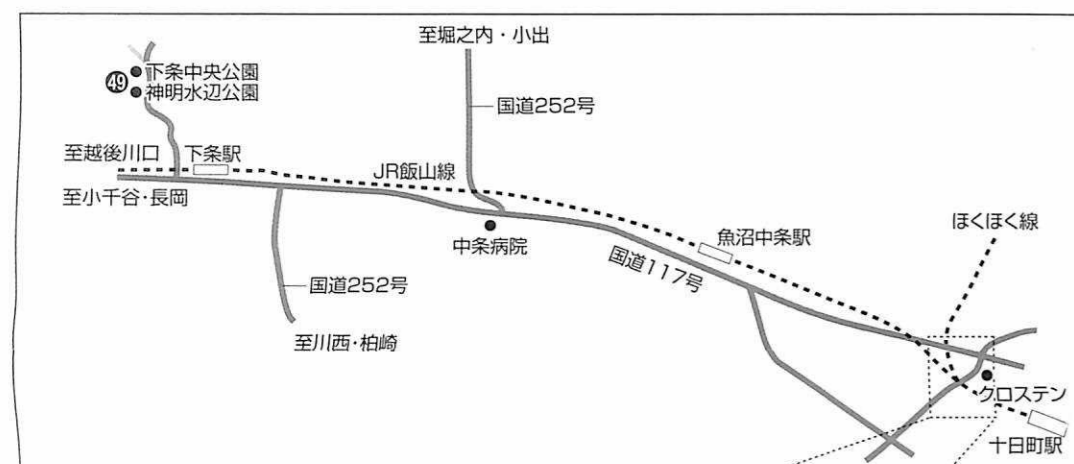 至堀之内・小出
㊾
下条中央公園
神明水辺公園
国道252号
至越後川口
下条駅
JR飯山線
至小千谷・長岡
中条病院
魚沼中条駅
ほくほく線
国道117号
国道252号
至川西・柏崎
クロステン
十日町駅